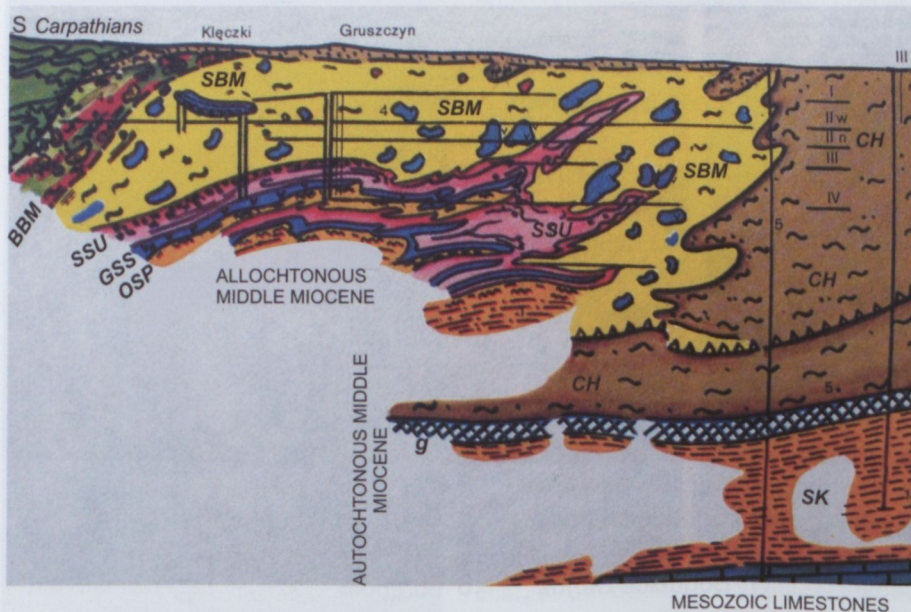 S Carpathians
Klęczki
Gruszczyn
III
SBM
4
SBM
I
II w
II n
CH
III
SBM
IV
5
SSU
BBM
SSU
GSS
OSP
CH
ALLOCHTONOUS
MIDDLE MIOCENE
CH
5
AUTOCHTONOUS MIDDLE
MIOCENE
g
SK
MESOZOIC LIMESTONES